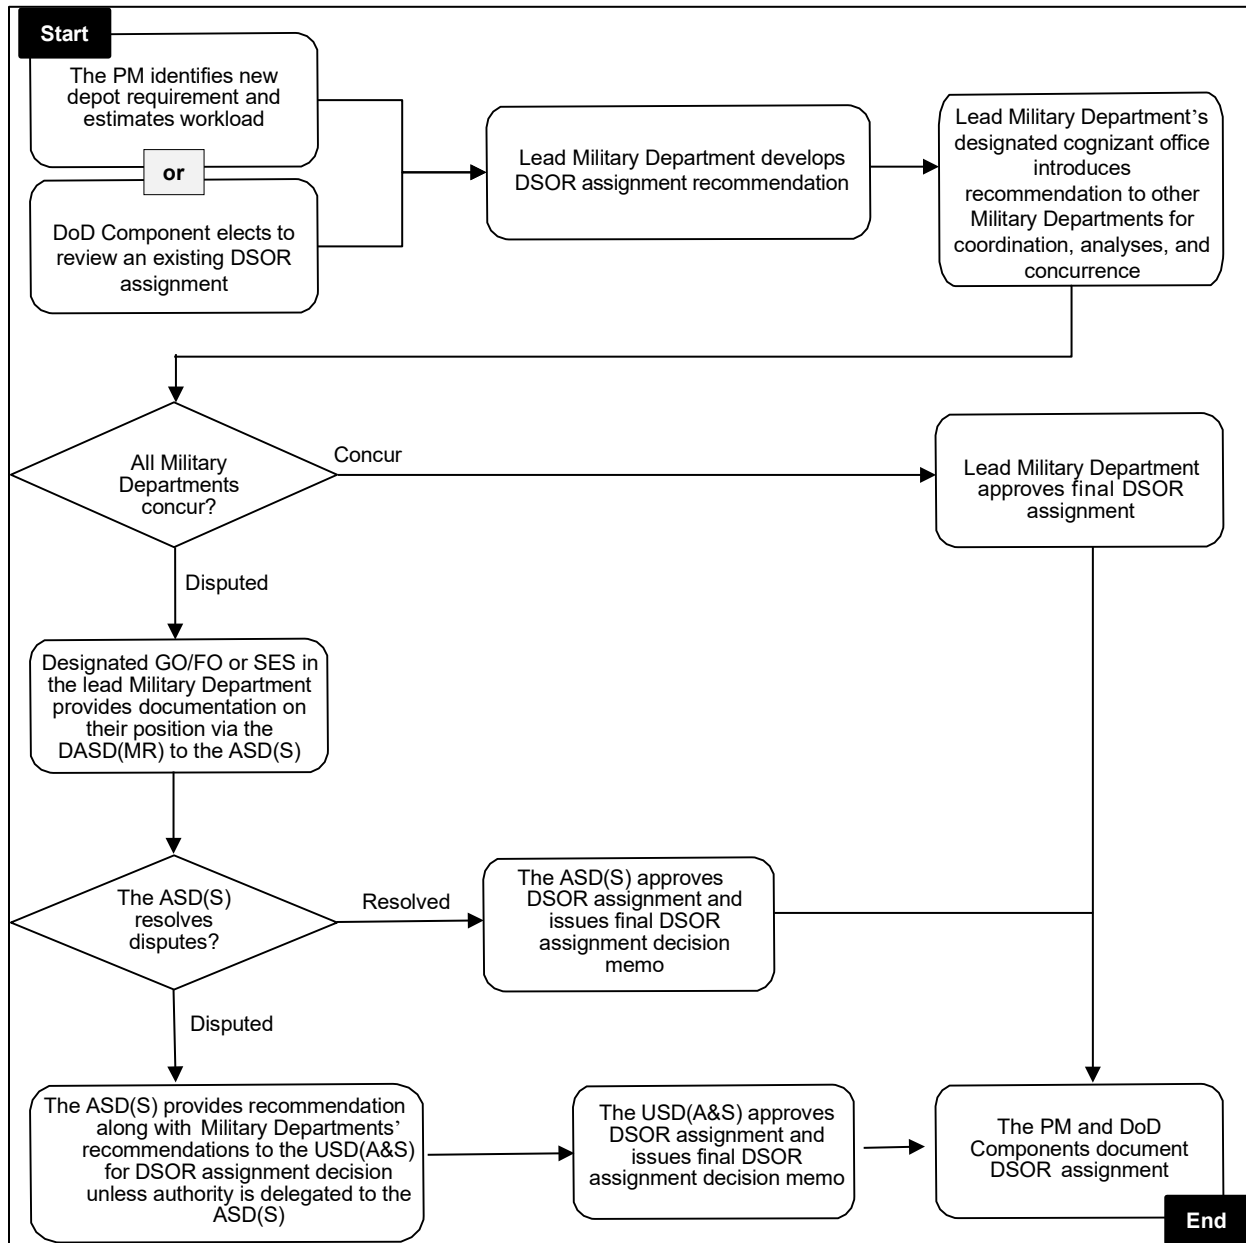 Start
The PM identifies new
depot requirement and
estimates workload
or
DoD Component elects to
review an existing DSOR
assignment
Lead Military Department develops
DSOR assignment recommendation
Lead Military Department’s
designated cognizant office
introduces
recommendation to other
Military Departments for
coordination, analyses, and
concurrence
All Military
Departments
concur?
Concur
Lead Military Department
approves final DSOR
assignment
Disputed
Designated GO/FO or SES in
the lead Military Department
provides documentation on
their position via the
DASD(MR) to the ASD(S)
The ASD(S)
resolves
disputes?
Resolved
The ASD(S) approves
DSOR assignment and
issues final DSOR
assignment decision
memo
Disputed
The ASD(S) provides recommendation
along with Military Departments’
recommendations to the USD(A&S)
for DSOR assignment decision
unless authority is delegated to the
ASD(S)
The USD(A&S) approves
DSOR assignment and
issues final DSOR
assignment decision memo
The PM and DoD
Components document
DSOR assignment
End